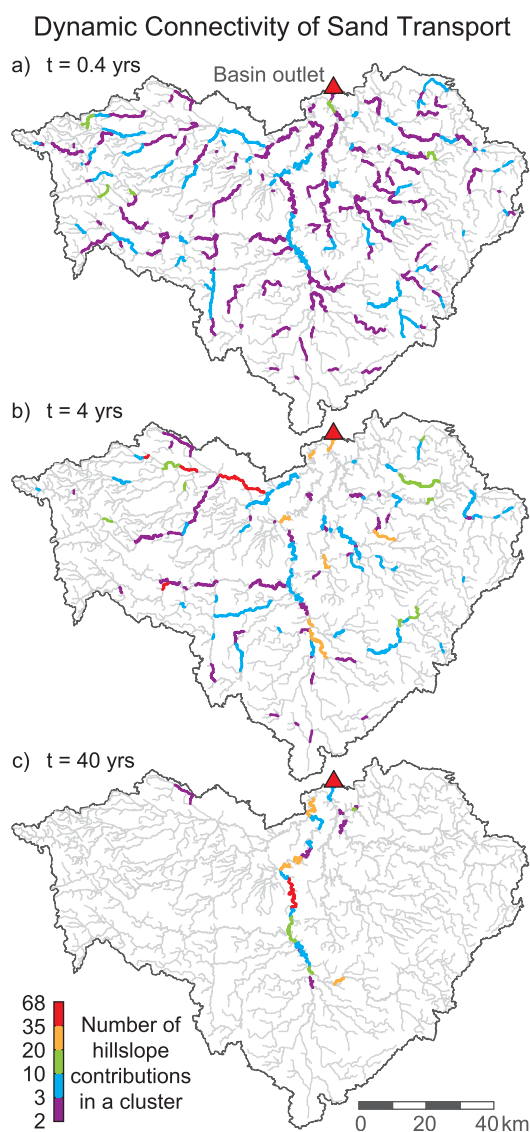 Dynamic Connectivity of Sand Transport
a) t = 0.4 yrs
Basin outlet
b) t = 4 yrs
c) t = 40 yrs
68
35
20
10
3
2
Number of
hillslope
contributions
in a cluster
0 20 40 km